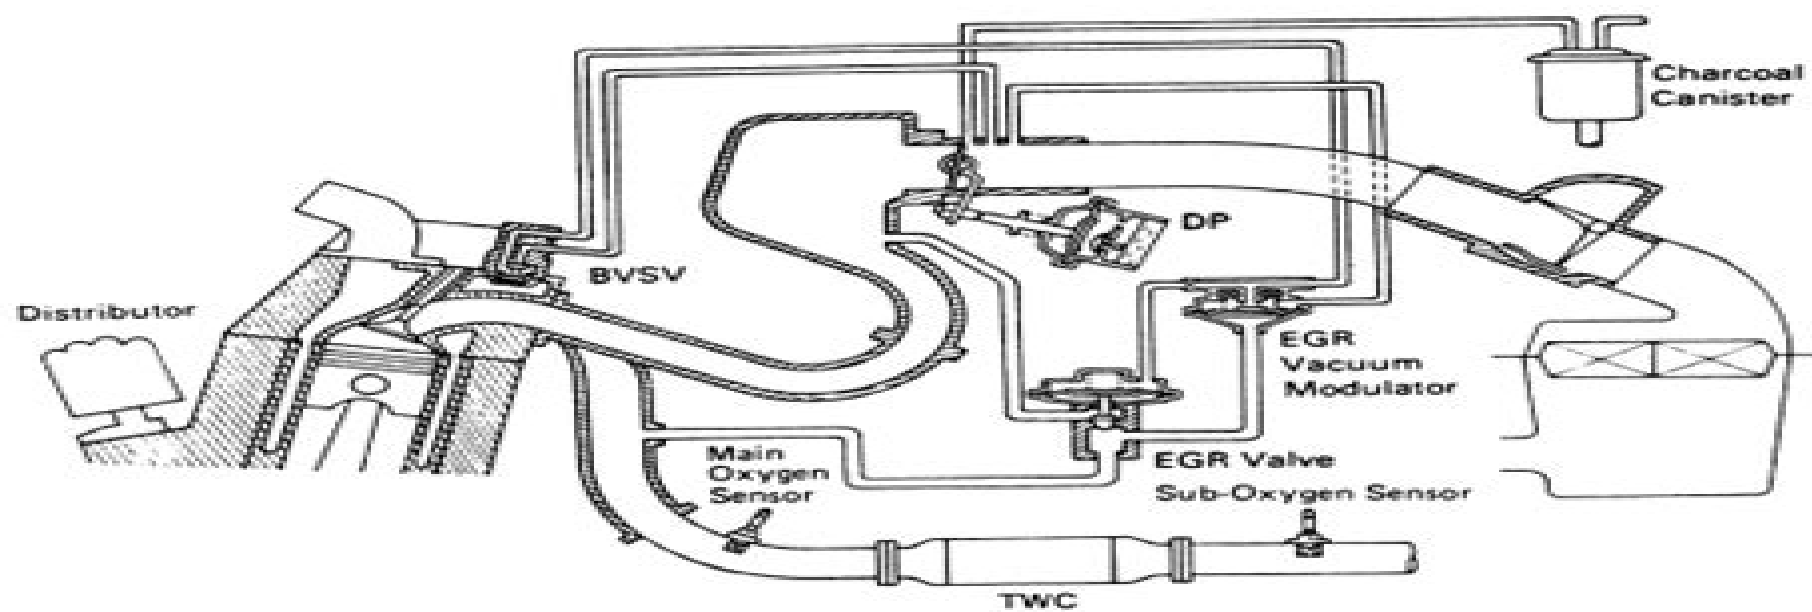 Charcoal
Canister
DP
BVSV
Distributor
EGR
Vacuum
Modulator
Main
Oxygen
Sensor
EGR Valve
Sub-Oxygen Sensor
TWC